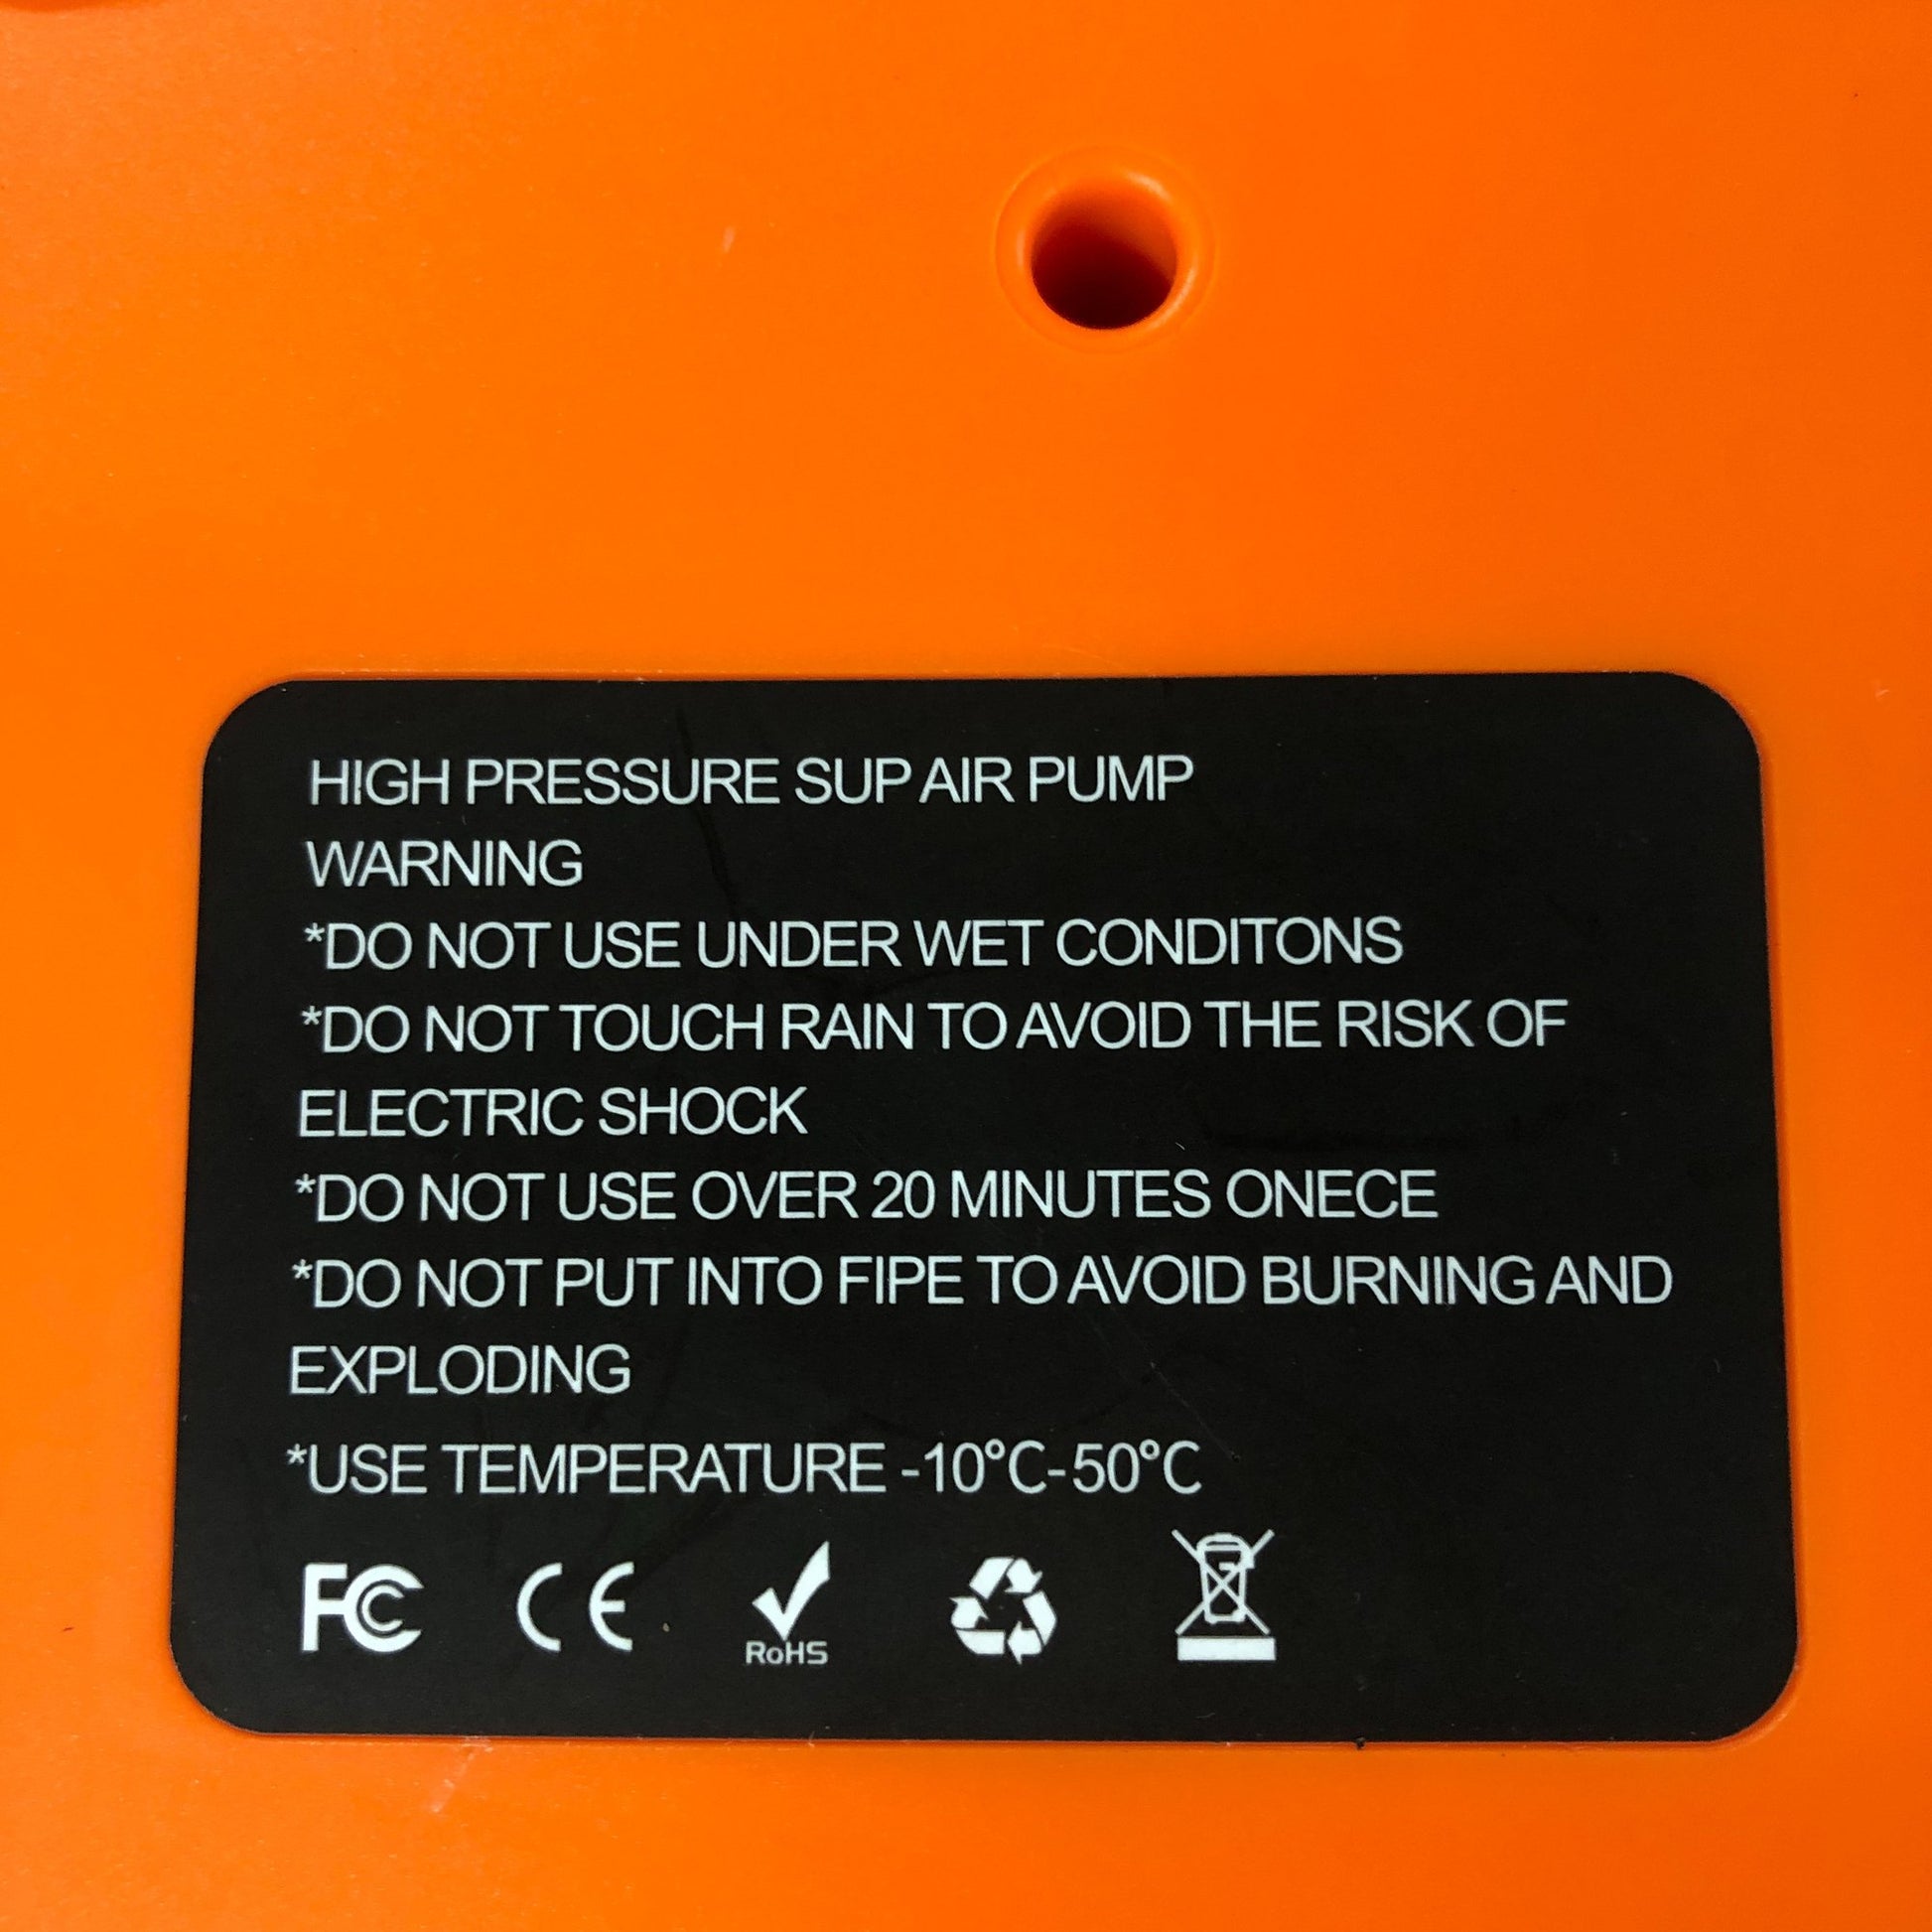 HIGH PRESSURE SUP AIR PUMP
WARNING
*DO NOT USE UNDER WET CONDITONS
*DO NOT TOUCH RAIN TO AVOID THE RISK OF
ELECTRIC SHOCK
*DO NOT USE OVER 20 MINUTES ONECE
*DO NOT PUT INTO FIPE TO AVOID BURNING AND
EXPLODING
*USE TEMPERATURE -10°C-50°C
FC CE RoHS